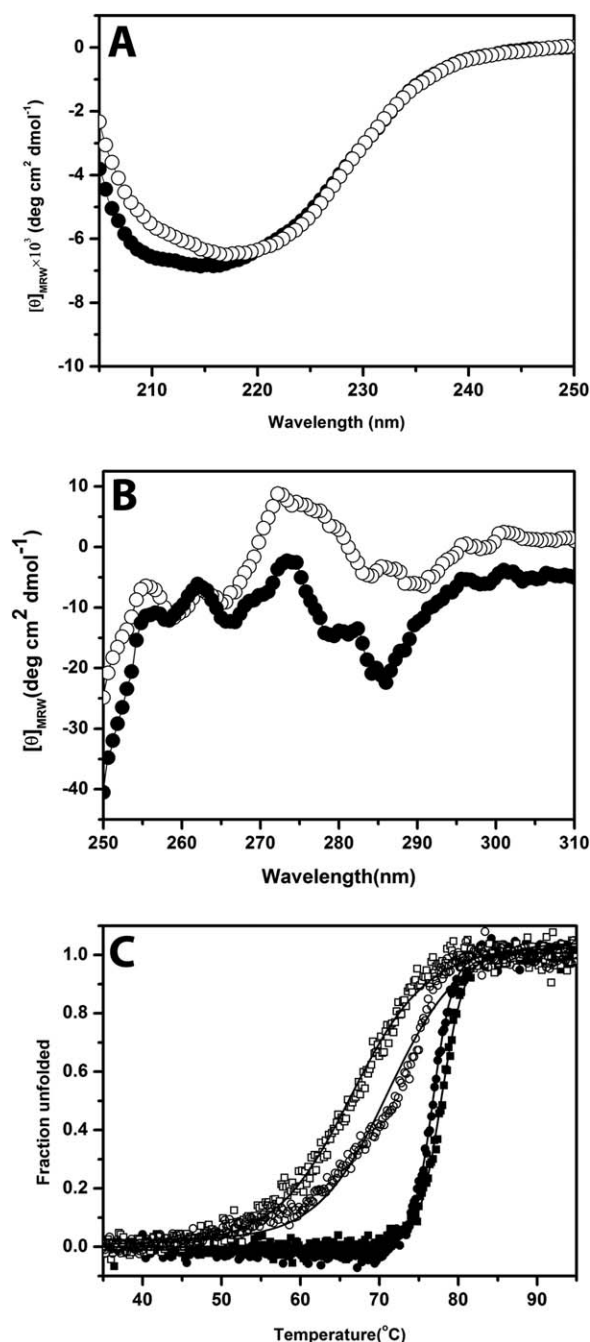 A
0
-2
-4
-6
-8
-10
[θ]MRW×10³ (deg cm² dmol⁻¹)
210 220 230 240 250
Wavelength (nm)
B
10
0
-10
-20
-30
-40
[θ]MRW(deg cm² dmol⁻¹)
250 260 270 280 290 300 310
Wavelength(nm)
C
1.0
0.8
0.6
0.4
0.2
0.0
Fraction unfolded
40 50 60 70 80 90
Temperature(°C)